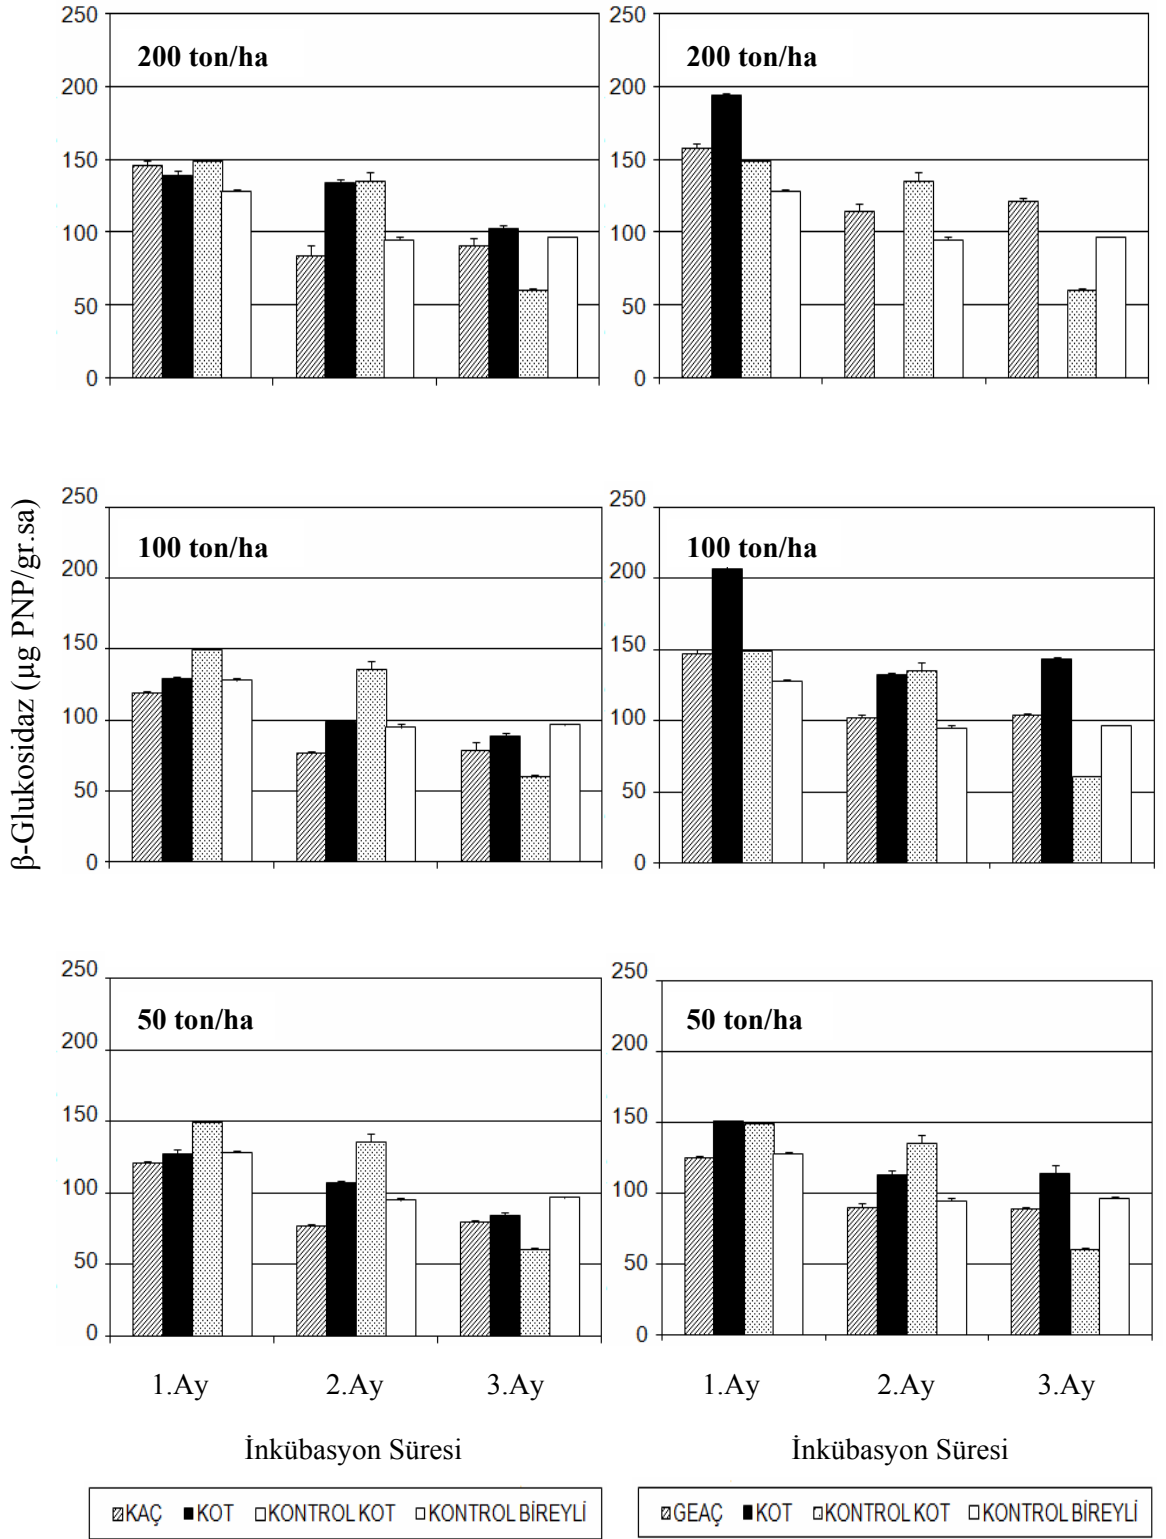 250
200 ton/ha
200
150
100
50
0
250
200 ton/ha
200
150
100
50
0
β-Glukosidaz (µg PNP/gr.sa)
250
100 ton/ha
200
150
100
50
0
250
100 ton/ha
200
150
100
50
0
250
50 ton/ha
200
150
100
50
0
1.Ay 2.Ay 3.Ay
İnkübasyon Süresi
KAÇ KOT KONTROL KOT KONTROL BİREYLİ
250
50 ton/ha
200
150
100
50
0
1.Ay 2.Ay 3.Ay
İnkübasyon Süresi
GEAÇ KOT KONTROL KOT KONTROL BİREYLİ